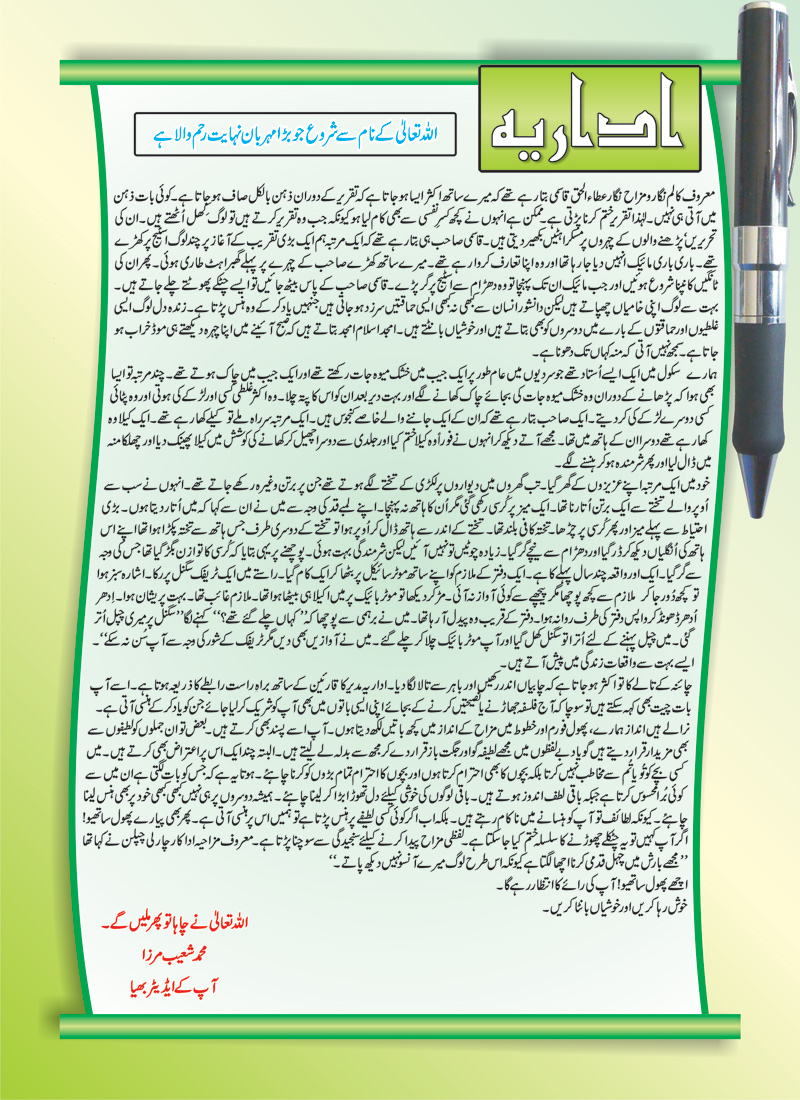 اداریہ
اللہ تعالیٰ کے نام سے شروع جو بڑا مہربان نہایت رحم والا ہے
معروف کالم نگار و مزاح نگار عطاء الحق قاسمی بتا رہے تھے کہ میرے ساتھ اکثر ایسا ہو جاتا ہے کہ تقریر کے دوران ذہن بالکل صاف ہو جاتا ہے۔ کوئی بات ذہن
میں آتی ہی نہیں۔ لہٰذا تقریر ختم کرنا پڑتی ہے۔ ممکن ہے انہوں نے کچھ کسرِ نفسی سے بھی کام لیا ہو کیونکہ جب وہ تقریر کرتے ہیں تو لوگ کھل اُٹھتے ہیں۔ ان کی
تحریریں پڑھنے والوں کے چہروں پر مسکراہٹیں بکھیر دیتی ہیں۔ قاسمی صاحب ہی بتا رہے تھے کہ ایک مرتبہ ہم ایک بڑی تقریب کے آغاز پر چند لوگ اسٹیج پر کھڑے
تھے۔ باری باری مائیک انہیں دیا جا رہا تھا اور وہ اپنا تعارف کروا رہے تھے۔ میرے ساتھ کھڑے صاحب کے چہرے پر پہلے گھبراہٹ طاری ہوئی۔ پھر ان کی
ٹانگیں کانپنا شروع ہوئیں اور جب مائیک ان تک پہنچا تو وہ دھڑام سے اسٹیج پر گر پڑے۔ قاسمی صاحب کے پاس بیٹھ جائیں تو ایسے چٹکے پھوٹتے چلے جاتے ہیں۔
بہت سے لوگ اپنی خامیاں چھپاتے ہیں لیکن دانشور انسان سے کبھی نہ کبھی ایسی حماقتیں سرزد ہو جاتی ہیں جنہیں یاد کر کے وہ ہنس پڑتا ہے۔ زندہ دل لوگ ایسی
غلطیوں اور حماقتوں کے بارے میں دوسروں کو بھی بتاتے ہیں اور خوشیاں بانٹتے ہیں۔ امجد اسلام امجد بتاتے ہیں کہ صبح آئینے میں اپنا چہرہ دیکھتے ہی موڈ خراب ہو
جاتا ہے۔ سمجھ نہیں آتی کہ منہ کہاں تک دھونا ہے۔
ہمارے سکول میں ایک ایسے اُستاد تھے جو سردیوں میں عام طور پر ایک جیب میں خشک میوہ جات رکھتے تھے اور ایک جیب میں چاک ہوتے تھے۔ چند مرتبہ تو ایسا
بھی ہوا کہ پڑھانے کے دوران وہ خشک میوہ جات کی بجائے چاک کھانے لگے اور بہت دیر بعد ان کو اس کا پتہ چلا۔ وہ اکثر غلطی کسی اور لڑکے کی ہوتی اور وہ پٹائی
کسی دوسرے لڑکے کی کر دیتے۔ ایک صاحب بتا رہے تھے کہ ان کے ایک جاننے والے خاصے کنجوس ہیں۔ ایک مرتبہ سر راہ ملے تو کیلے کھا رہے تھے۔ ایک کیلا وہ
کھا رہے تھے دوسرا ان کے ہاتھ میں تھا۔ مجھے آتے دیکھ کر انہوں نے فوراً وہ کیلا ختم کیا اور جلدی سے دوسرا چھیل کر کھانے کی کوشش میں کیلا پھینک دیا اور چھلکا منہ
میں ڈال لیا اور پھر شرمندہ ہو کر ہنسنے لگے۔
خود میں ایک مرتبہ اپنے عزیزوں کے گھر گیا۔ تب گھروں میں دیواروں پر لکڑی کے تختے لگے ہوتے تھے جن پر برتن وغیرہ رکھے جاتے تھے۔ انہوں نے سب سے
اُوپر والے تختے سے ایک برتن اُتارنا تھا۔ ایک میز پر کرسی رکھی گئی مگر اُن کا ہاتھ نہ پہنچا۔ اپنے لمبے قد کی وجہ سے میں نے ان سے کہا کہ میں اُتار دیتا ہوں۔ بڑی
احتیاط سے پہلے میز اور پھر کرسی پر چڑھا۔ تختہ کافی بلند تھا۔ تختے کے اندر سے ہاتھ ڈال کر اُوپر ہوا تو تختے کے دوسری طرف جس ہاتھ سے تختہ پکڑا ہوا تھا اپنے اس
ہاتھ کی انگلیاں دیکھ کر ڈر گیا اور دھڑام سے نیچے گر گیا۔ زیادہ چوٹیں تو نہیں آئیں لیکن شرمندگی بہت ہوئی۔ پوچھنے پر یہی بتایا کہ کرسی کا توازن بگڑ گیا تھا جس کی وجہ
سے گر گیا۔ ایک اور واقعہ چند سال پہلے کا ہے۔ ایک دفتر کے ملازم کو اپنے ساتھ موٹر سائیکل پر بٹھا کر ایک کام گیا۔ راستے میں ایک ٹریفک سگنل پر رکا۔ اشارہ سبز ہوا
تو کچھ دُور جا کر ملازم سے کچھ پوچھا مگر پیچھے سے کوئی آواز نہ آئی۔ مڑ کر دیکھا تو موٹر بائیک پر میں اکیلا ہی بیٹھا ہوا تھا۔ ملازم غائب تھا۔ بہت پریشان ہوا۔ اِدھر
اُدھر ڈھونڈ کر واپس دفتر کی طرف روانہ ہوا۔ دفتر کے قریب وہ پیدل آ رہا تھا۔ میں نے برہمی سے پوچھا کہ ”کہاں چلے گئے تھے؟“ کہنے لگا ”سگنل پر میری چپل اُتر
گئی۔ میں چپل پہننے کے لئے اُترا تو سگنل کھل گیا اور آپ موٹر بائیک چلا کر چلے گئے۔ میں نے آوازیں بھی دیں مگر ٹریفک کے شور کی وجہ سے آپ سُن نہ سکے“۔
ایسے بہت سے واقعات زندگی میں پیش آتے ہیں۔
چائنہ کے تالے کا تو اکثر ہو جاتا ہے کہ چابیاں اندر رکھیں اور باہر سے تالا لگا دیا۔ اداریہ مدیر کا قارئین کے ساتھ براہ راست رابطے کا ذریعہ ہوتا ہے۔ اسے آپ
بات چیت بھی کہہ سکتے ہیں تو سوچا کہ آج فلسفہ جھاڑنے یا نصیحتیں کرنے کے بجائے اپنی ایسی باتوں میں بھی آپ کو شریک کر لیا جائے جن کو یاد کر کے ہنسی آتی ہے۔
نرالے ہیں انداز ہمارے، پھول فورم اور خطوط میں مزاح کے انداز میں کچھ باتیں لکھ دیتا ہوں۔ آپ اسے پسند بھی کرتے ہیں۔ بعض تو ان جملوں کو لطیفوں سے
بھی مزیدار قرار دیتے ہیں گویا دبے لفظوں میں مجھے لطیفہ گو اور جگت باز قرار دے کر مجھ سے بدلہ لے لیتے ہیں۔ البتہ چند ایک اس پر اعتراض بھی کرتے ہیں۔ میں
کسی بچے کو تُو یا تُم سے مخاطب نہیں کرتا بلکہ بچوں کا بھی احترام کرتا ہوں اور بچوں کا احترام تمام بڑوں کو کرنا چاہئے۔ ہوتا یہ ہے کہ جس کو بات لگتی ہے ان میں سے
کوئی بُرا محسوس کرتا ہے جبکہ باقی لطف اندوز ہوتے ہیں۔ باقی لوگوں کی خوشی کیلئے دل تھوڑا بڑا کر لینا چاہئے۔ ہمیشہ دوسروں پر ہی نہیں کبھی کبھی خود پر بھی ہنس لینا
چاہئے۔ کیونکہ لطائف تو آپ کو ہنسانے میں ناکام رہتے ہیں۔ بلکہ اب اگر کوئی کسی لطیفے پر ہنس پڑتا ہے تو ہمیں اس پر ہنسی آتی ہے۔ پھر بھی پیارے پھول ساتھیو!
اگر آپ کہیں تو یہ چٹکلے چھوڑنے کا سلسلہ ختم کیا جا سکتا ہے۔ لفظی مزاح پیدا کرنے کیلئے سنجیدگی سے سوچنا پڑتا ہے۔ معروف مزاحیہ اداکار چارلی چپلن نے کہا تھا
”مجھے بارش میں چہل قدمی کرنا اچھا لگتا ہے کیونکہ اس طرح لوگ میرے آنسو نہیں دیکھ پاتے۔“
اچھے پھول ساتھیو! آپ کی رائے کا انتظار رہے گا۔
خوش رہا کریں اور خوشیاں بانٹا کریں۔
اللہ تعالیٰ نے چاہا تو پھر ملیں گے۔
محمد شعیب مرزا
آپ کے ایڈیٹر بھیا